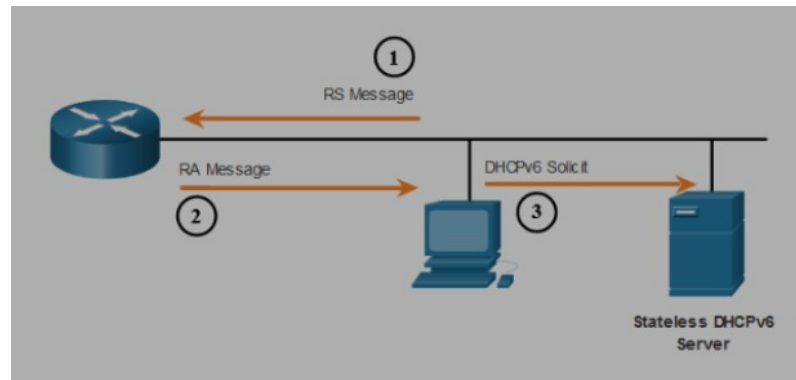 1
RS Message
RA Message
2
DHCPv6 Solicit
3
Stateless DHCPv6
Server